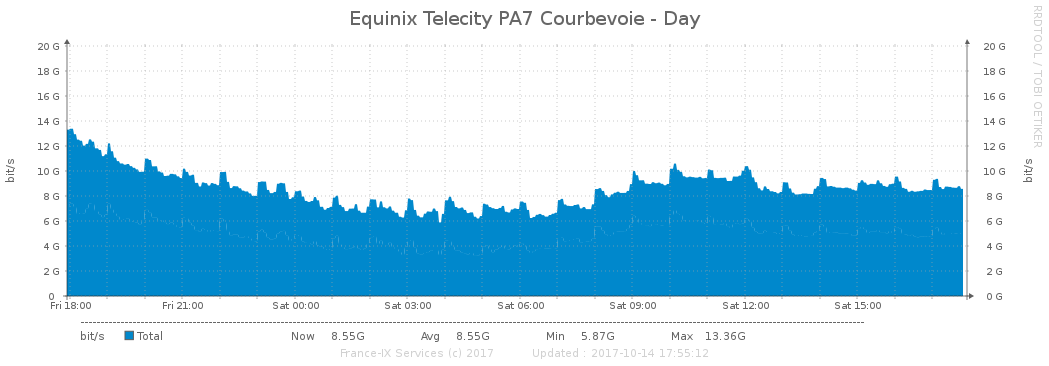 Equinix Telecity PA7 Courbevoie - Day
RRDTOOL / TOBI OETIKER
bit/s
bit/s
20 G 20 G
18 G 18 G
16 G 16 G
14 G 14 G
12 G 12 G
10 G 10 G
8 G 8 G
6 G 6 G
4 G 4 G
2 G 2 G
0 0 G
Fri 18:00 Fri 21:00 Sat 00:00 Sat 03:00 Sat 06:00 Sat 09:00 Sat 12:00 Sat 15:00
bit/s Total Now 8.55G Avg 8.55G Min 5.87G Max 13.36G
France-IX Services (c) 2017 Updated : 2017-10-14 17:55:12